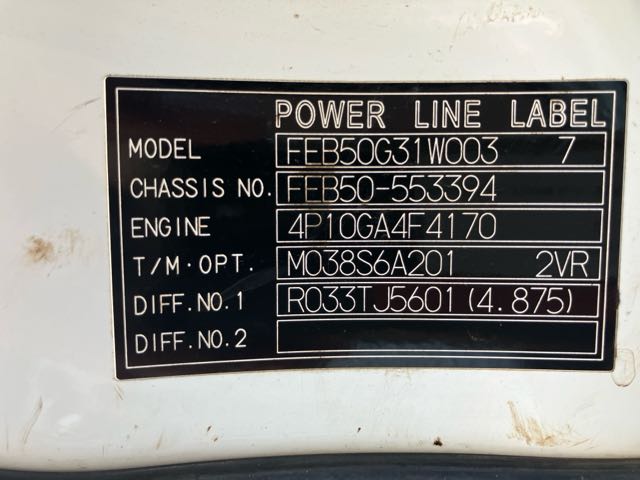 POWER LINE LABEL
MODEL FEB50G31W003 7
CHASSIS NO. FEB50-553394
ENGINE 4P10GA4F4170
T/M·OPT. M038S6A201 2VR
DIFF.NO.1 R033TJ5601(4.875)
DIFF.NO.2